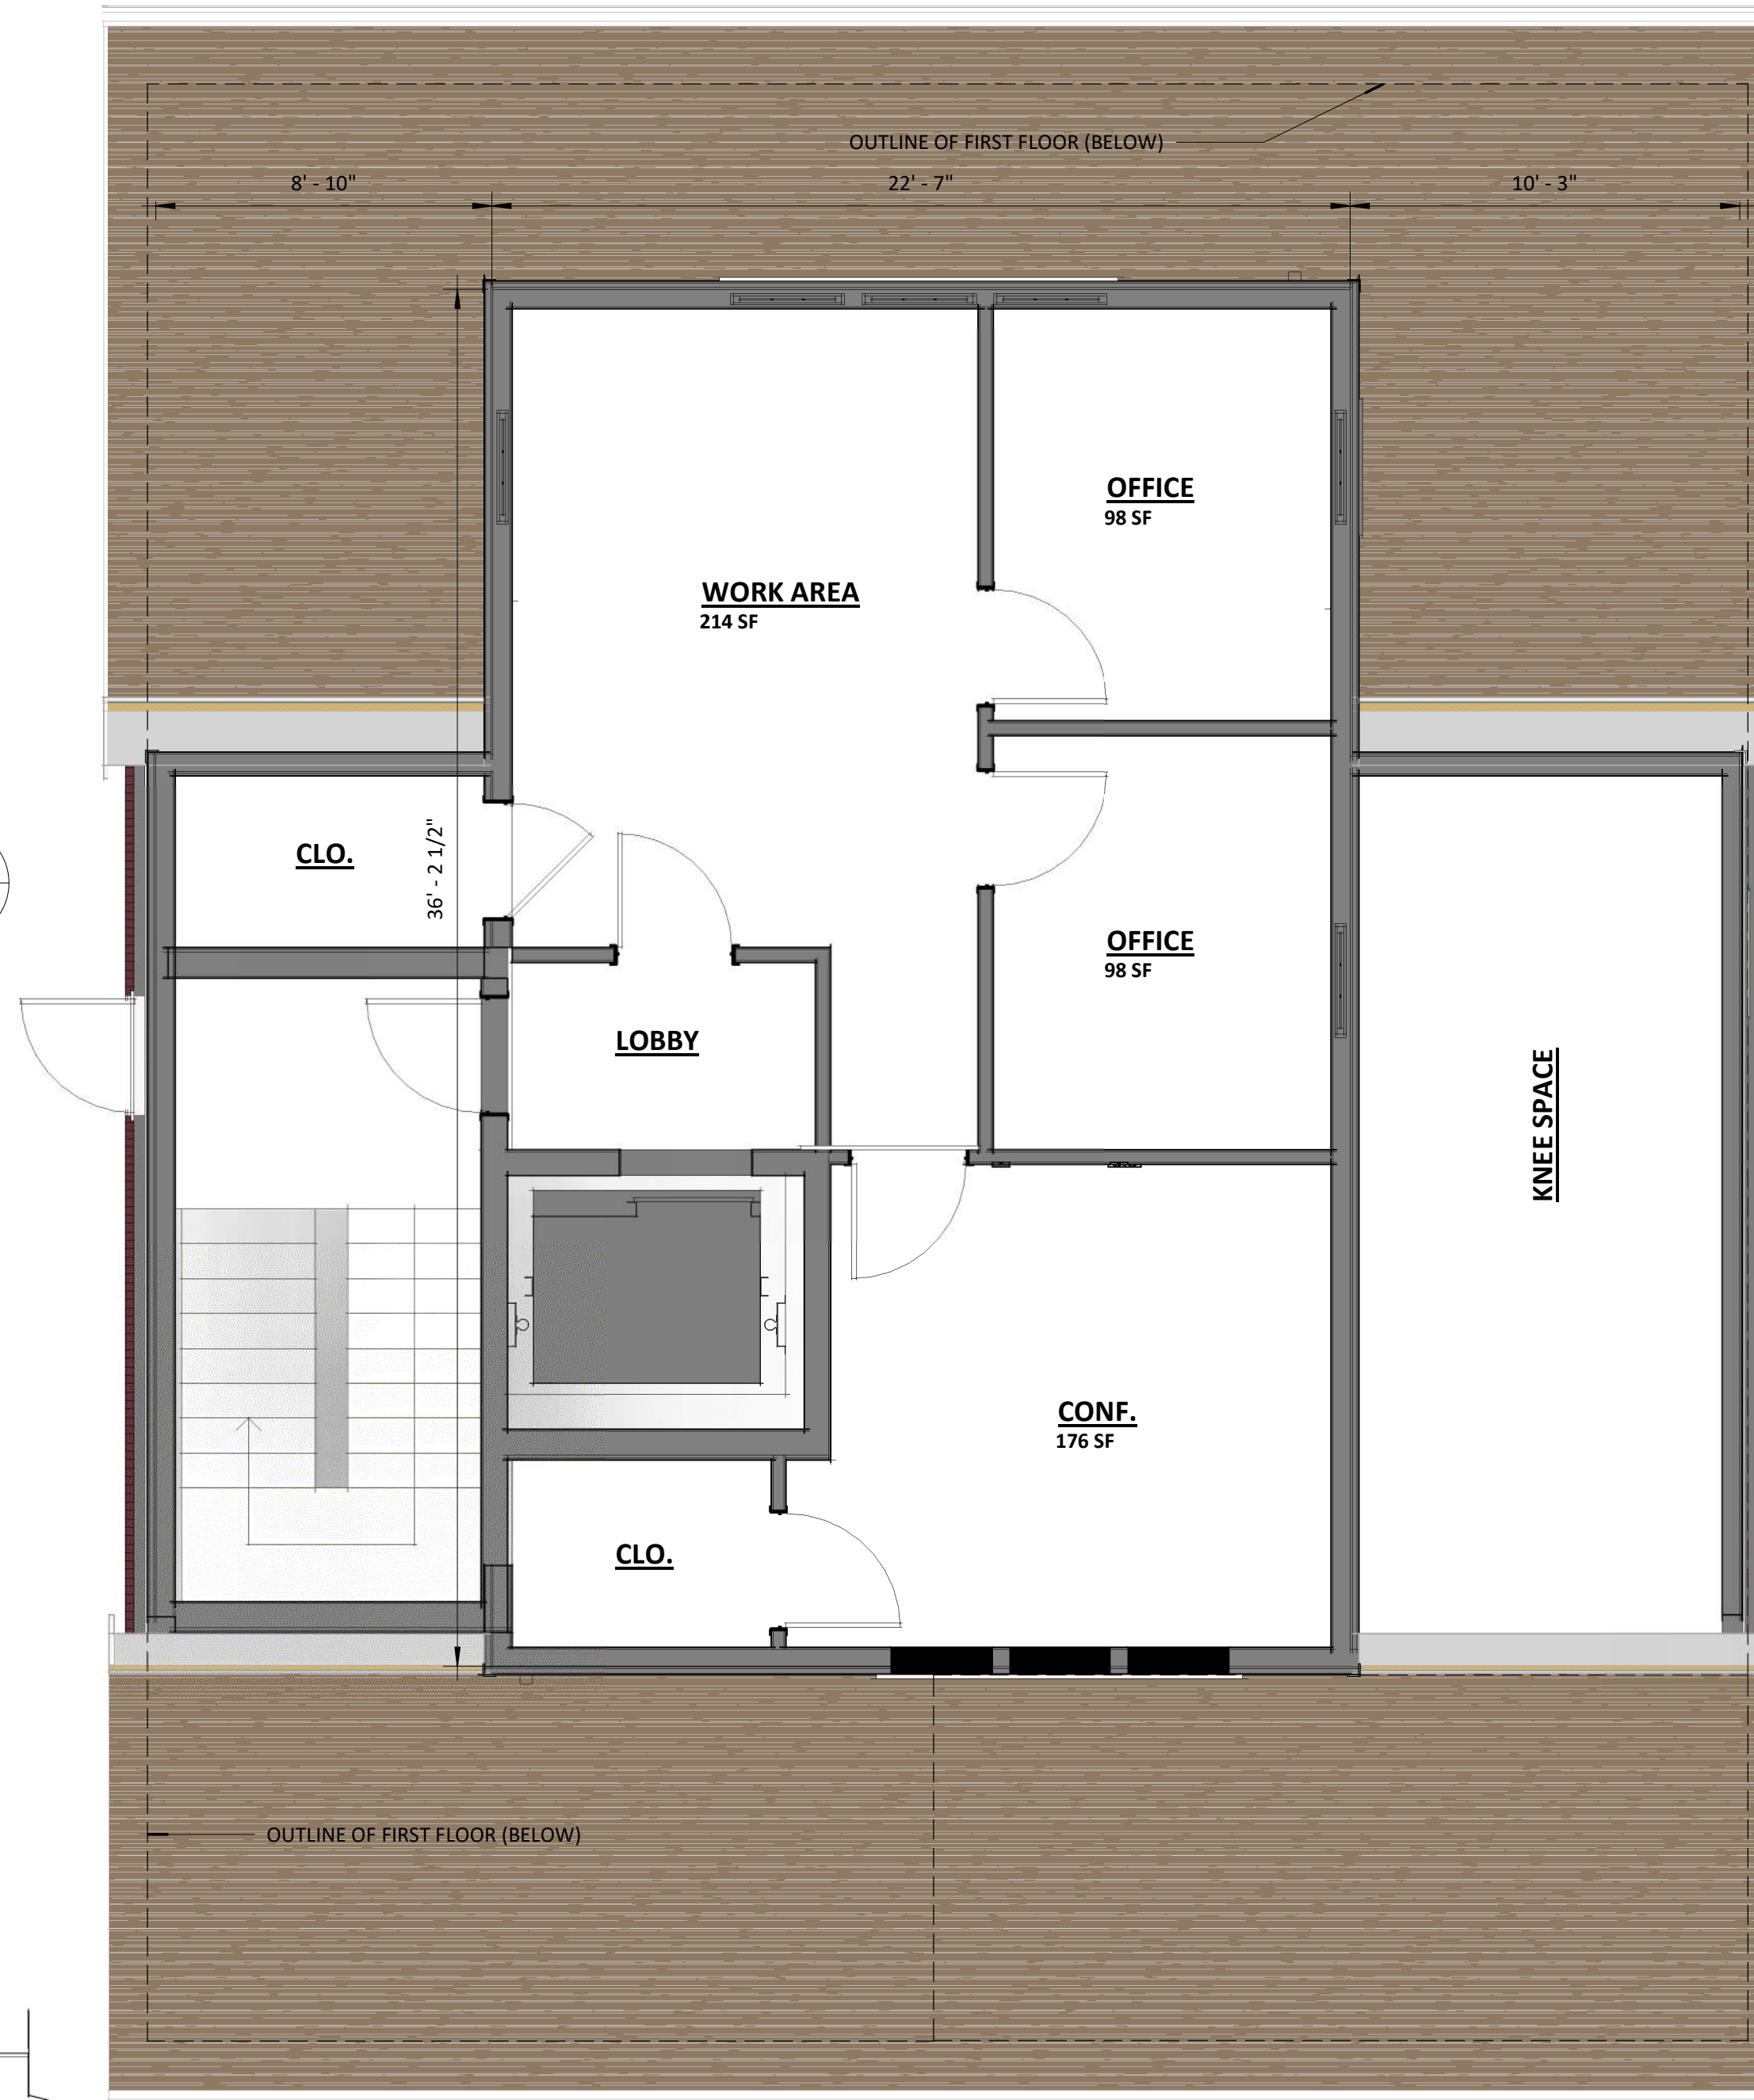 OUTLINE OF FIRST FLOOR (BELOW)
8' - 10"
22' - 7"
10' - 3"
OFFICE
98 SF
WORK AREA
214 SF
CLO.
36' - 2 1/2"
OFFICE
98 SF
LOBBY
KNEE SPACE
CONF.
176 SF
CLO.
OUTLINE OF FIRST FLOOR (BELOW)